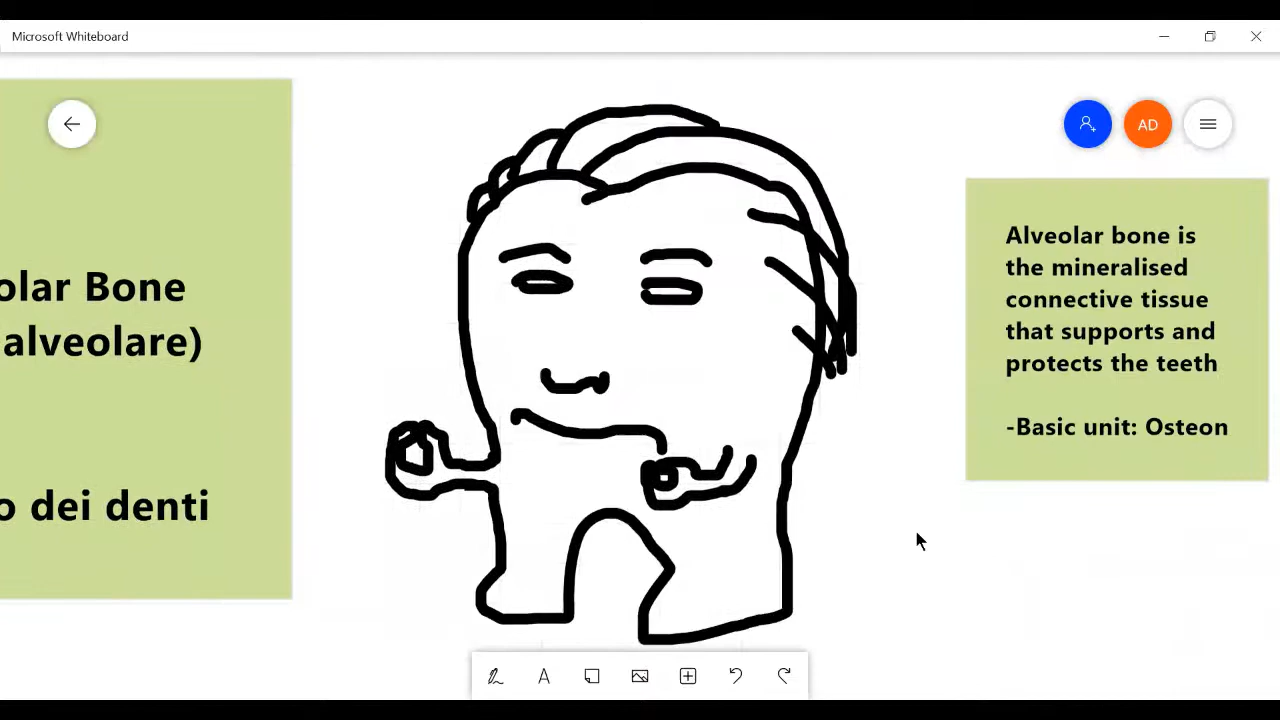 Microsoft Whiteboard
AD
olar Bone
alveolare)
o dei denti
Alveolar bone is
the mineralised
connective tissue
that supports and
protects the teeth
-Basic unit: Osteon
A